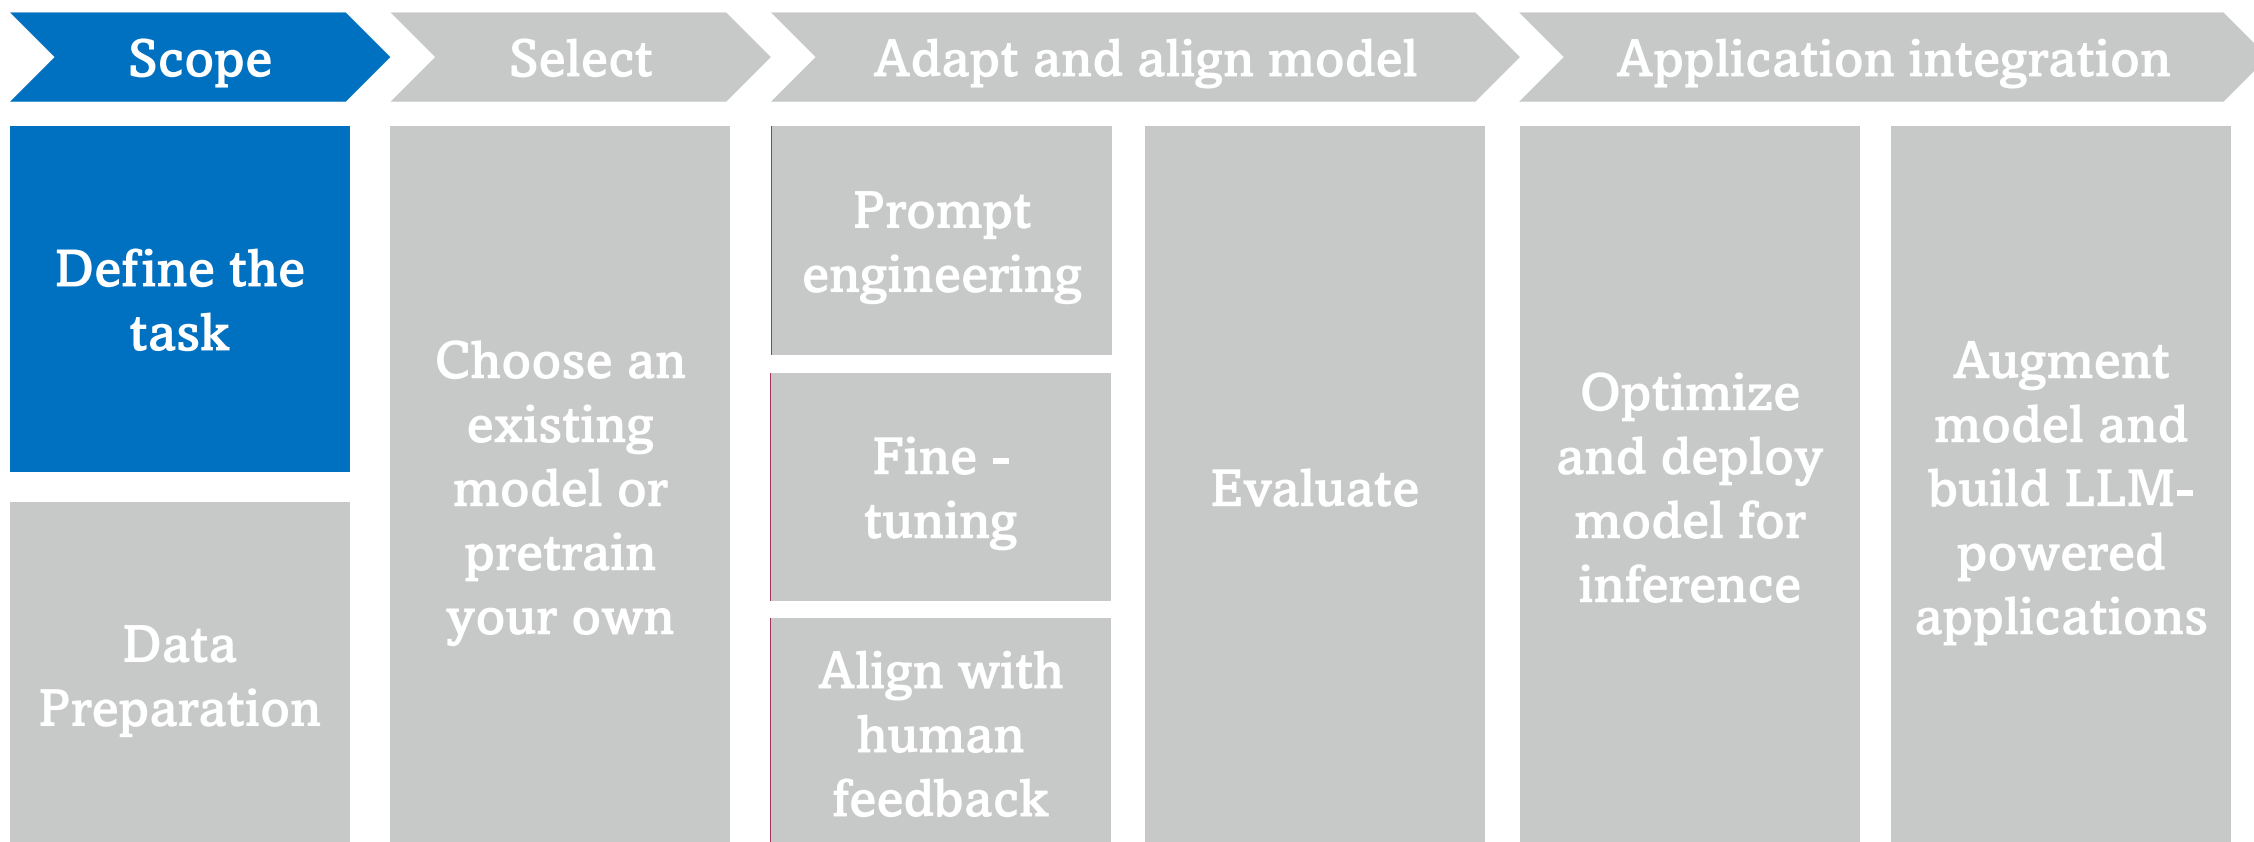 Scope
Select
Adapt and align model
Application integration
Define the
task
Data
Preparation
Choose an
existing
model or
pretrain
your own
Prompt
engineering
Fine -
tuning
Align with
human
feedback
Evaluate
Optimize
and deploy
model for
inference
Augment
model and
build LLM-
powered
applications